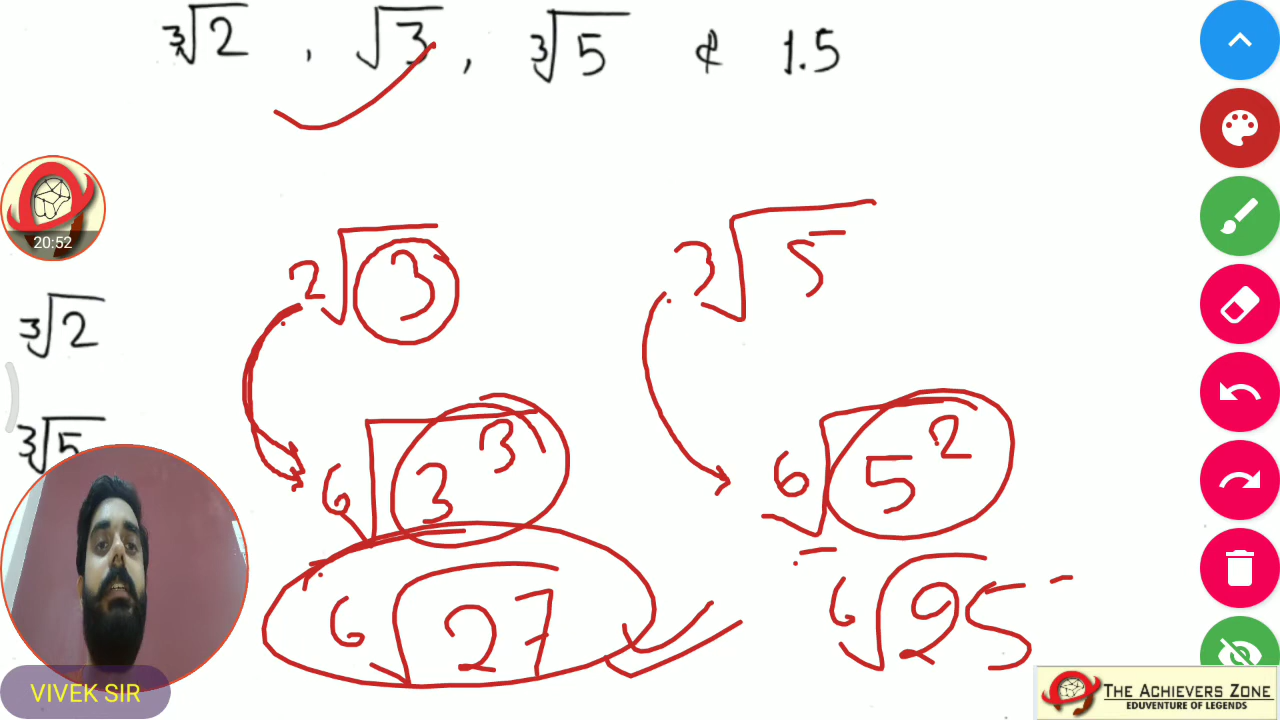 ∛2 , √3 , ∛5 & 1.5
20:52
²√3 ∛5
∛2
∛5
⁶√3³ ⁶√5²
⁶√27 ⁶√25
VIVEK SIR
THE ACHIEVERS ZONE
EDUVENTURE OF LEGENDS